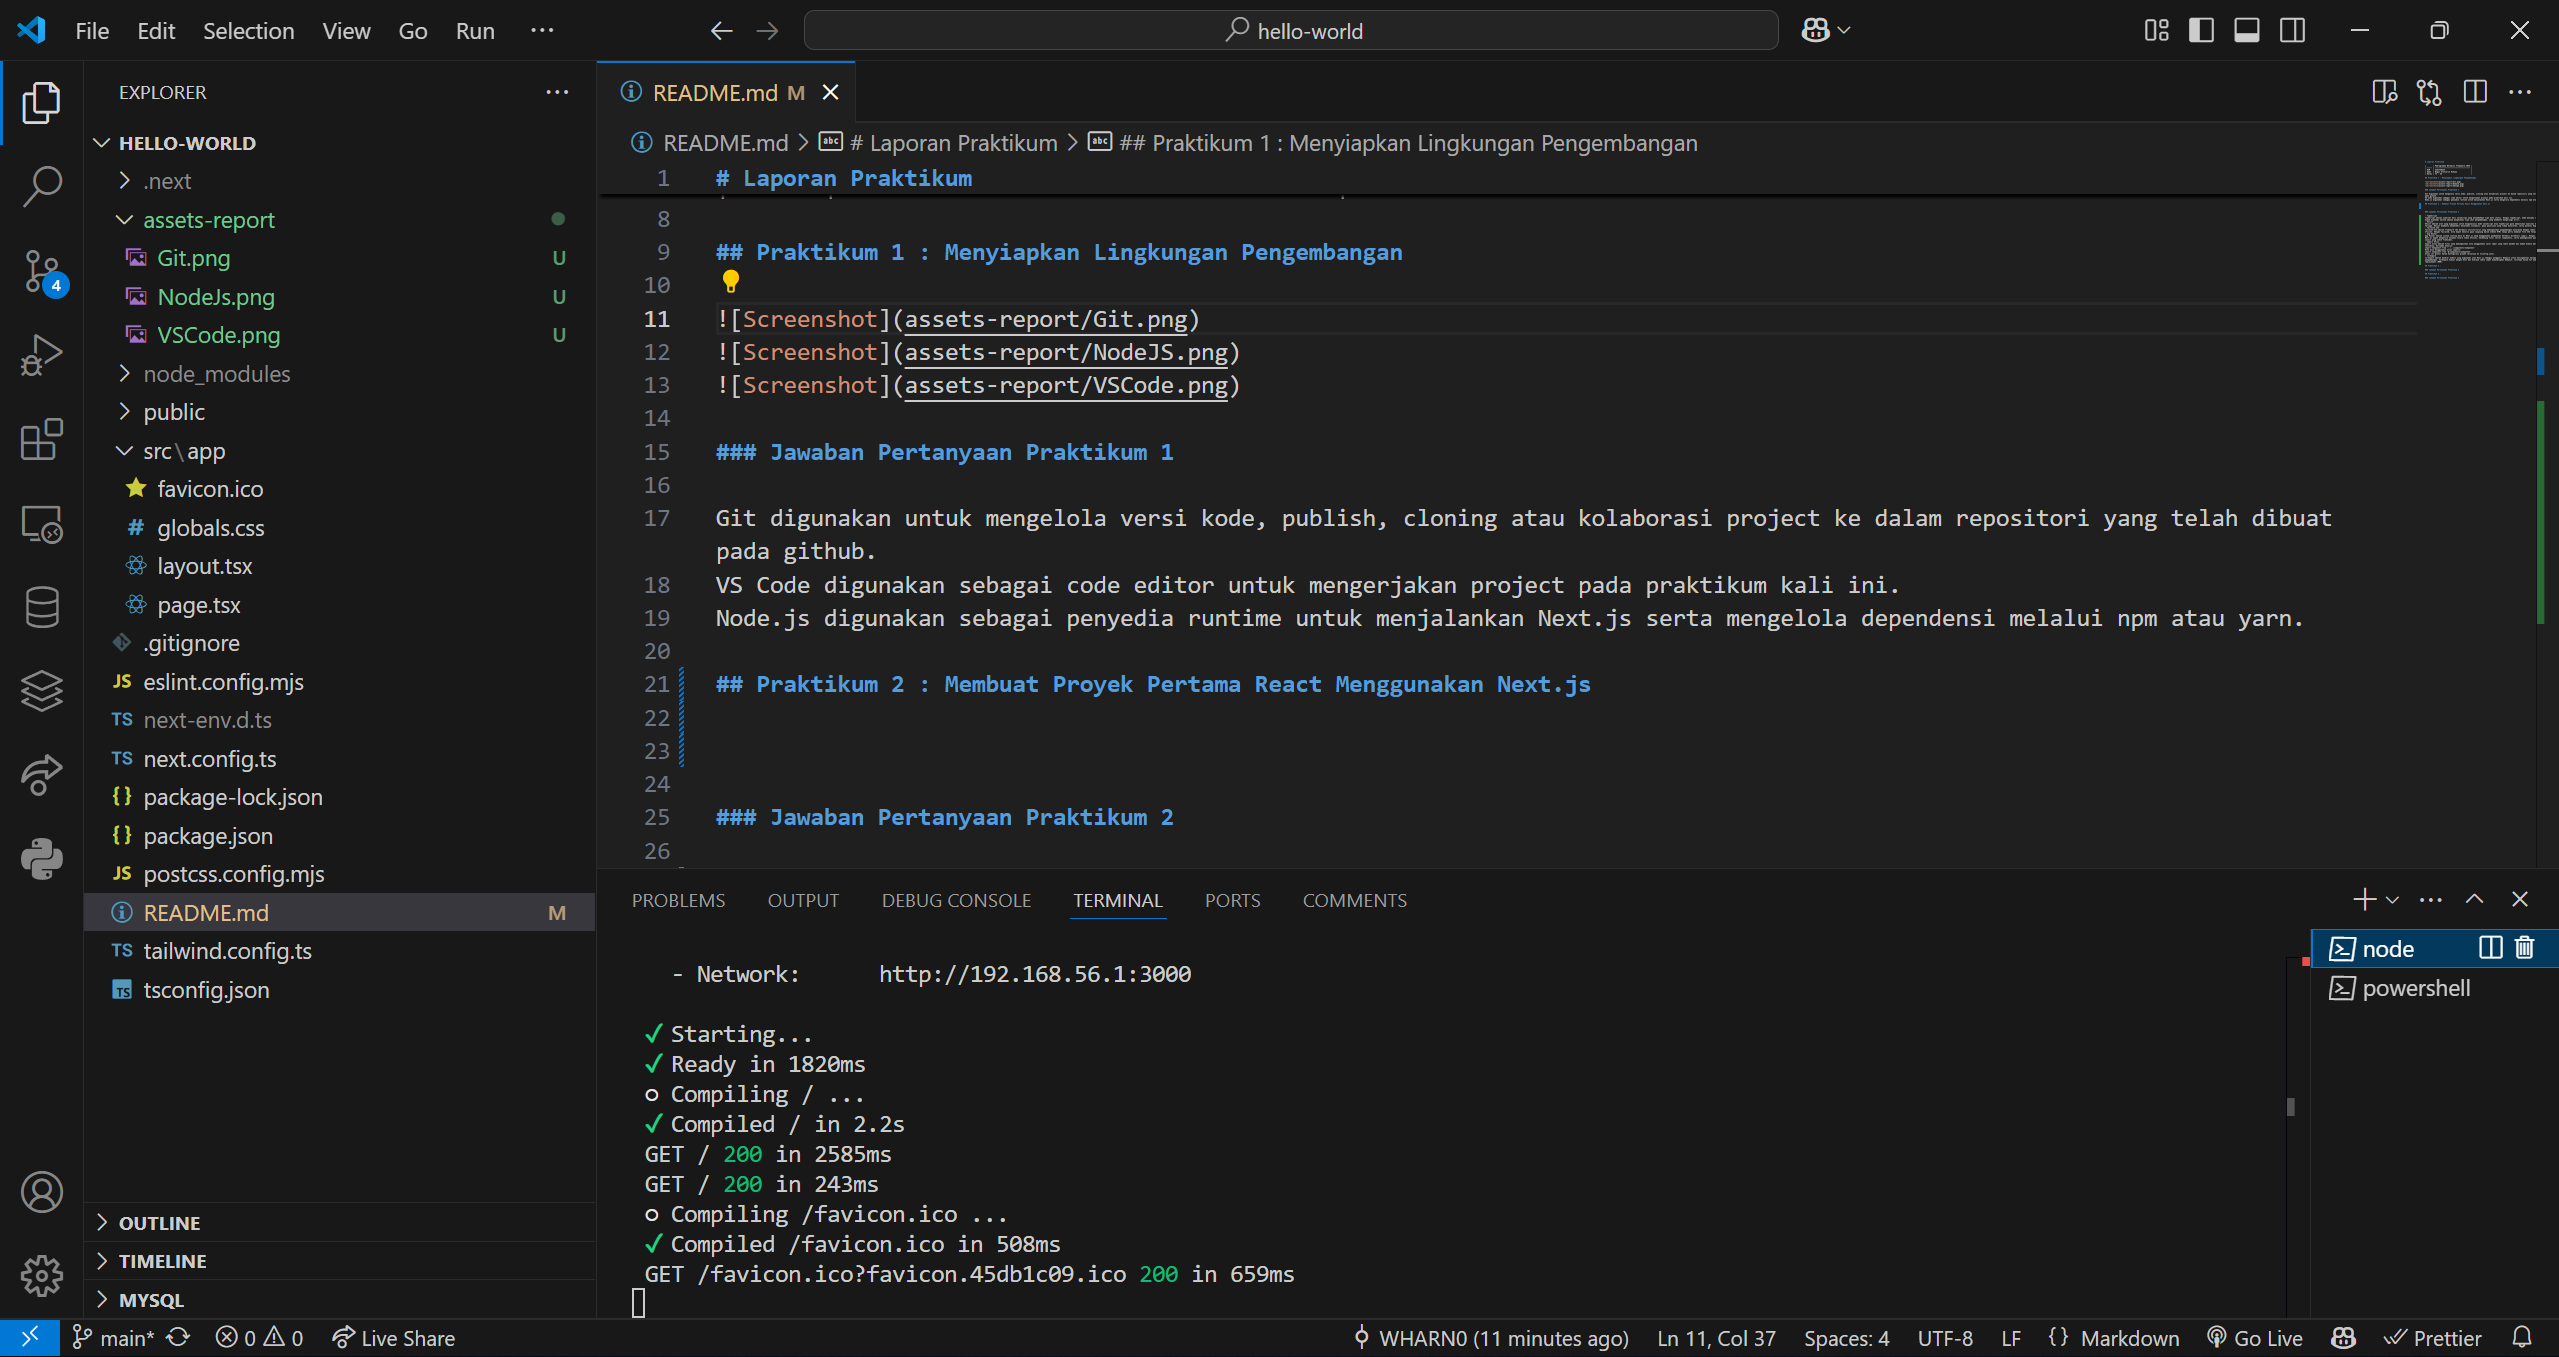 File Edit Selection View Go Run ··· hello-world
EXPLORER ···
HELLO-WORLD
.next
assets-report
Git.png U
NodeJs.png U
VSCode.png U
node_modules
public
src\app
favicon.ico
# globals.css
layout.tsx
page.tsx
.gitignore
JS eslint.config.mjs
TS next-env.d.ts
TS next.config.ts
{} package-lock.json
{} package.json
JS postcss.config.mjs
README.md M
TS tailwind.config.ts
TS tsconfig.json
OUTLINE
TIMELINE
MYSQL
4
README.md M
README.md > abc # Laporan Praktikum > abc ## Praktikum 1 : Menyiapkan Lingkungan Pengembangan
1 # Laporan Praktikum
8
9 ## Praktikum 1 : Menyiapkan Lingkungan Pengembangan
10
11 ![Screenshot](assets-report/Git.png)
12 ![Screenshot](assets-report/NodeJS.png)
13 ![Screenshot](assets-report/VSCode.png)
14
15 ### Jawaban Pertanyaan Praktikum 1
16
17 Git digunakan untuk mengelola versi kode, publish, cloning atau kolaborasi project ke dalam repositori yang telah dibuat
pada github.
18 VS Code digunakan sebagai code editor untuk mengerjakan project pada praktikum kali ini.
19 Node.js digunakan sebagai penyedia runtime untuk menjalankan Next.js serta mengelola dependensi melalui npm atau yarn.
20
21 ## Praktikum 2 : Membuat Proyek Pertama React Menggunakan Next.js
22
23
24
25 ### Jawaban Pertanyaan Praktikum 2
26
PROBLEMS OUTPUT DEBUG CONSOLE TERMINAL PORTS COMMENTS
- Network: http://192.168.56.1:3000
✓ Starting...
✓ Ready in 1820ms
○ Compiling / ...
✓ Compiled / in 2.2s
GET / 200 in 2585ms
GET / 200 in 243ms
○ Compiling /favicon.ico ...
✓ Compiled /favicon.ico in 508ms
GET /favicon.ico?favicon.45db1c09.ico 200 in 659ms
node
powershell
main* 0 0 Live Share WHARN0 (11 minutes ago) Ln 11, Col 37 Spaces: 4 UTF-8 LF {} Markdown Go Live Prettier